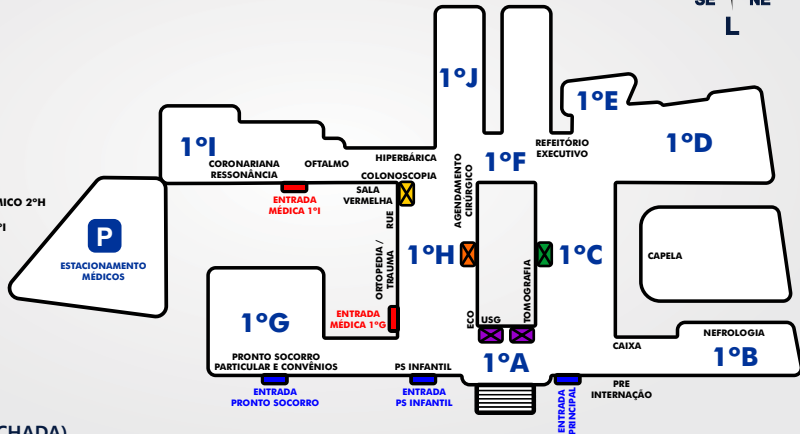 SE NE
L
1ºJ
1ºE
1ºI
1ºD
REFEITÓRIO
EXECUTIVO
HIPERBÁRICA
1ºF
CORONARIANA
RESSONÂNCIA
OFTALMO
COLONOSCOPIA
AGENDAMENTO
CIRÚRGICO
SALA
VERMELHA
ENTRADA
MÉDICA 1ºI
RUE
MICO 2ºH
ºI
P
ESTACIONAMENTO
MÉDICOS
ORTOPEDIA /
TRAUMA
1ºH
1ºC
CAPELA
TOMOGRAFIA
ECO
USG
1ºG
ENTRADA
MÉDICA 1ºG
NEFROLOGIA
CAIXA
1ºB
PRONTO SOCORRO
PARTICULAR E CONVÊNIOS
PS INFANTIL
1ºA
ENTRADA
PRONTO SOCORRO
ENTRADA
PS INFANTIL
ENTRADA
PRINCIPAL
PRE
INTERNAÇÃO
CHADA)